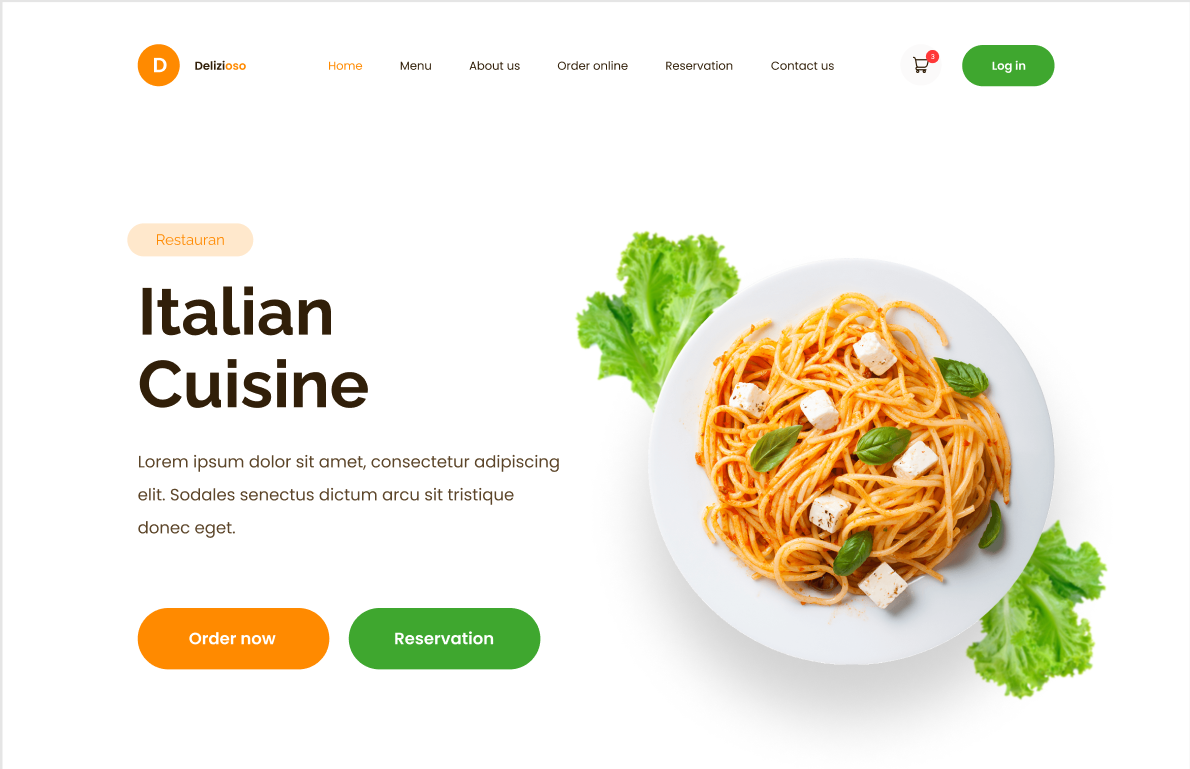 D
Delizioso
Home
Menu
About us
Order online
Reservation
Contact us
3
Log in
Restauran
Italian
Cuisine
Lorem ipsum dolor sit amet, consectetur adipiscing
elit. Sodales senectus dictum arcu sit tristique
donec eget.
Order now
Reservation